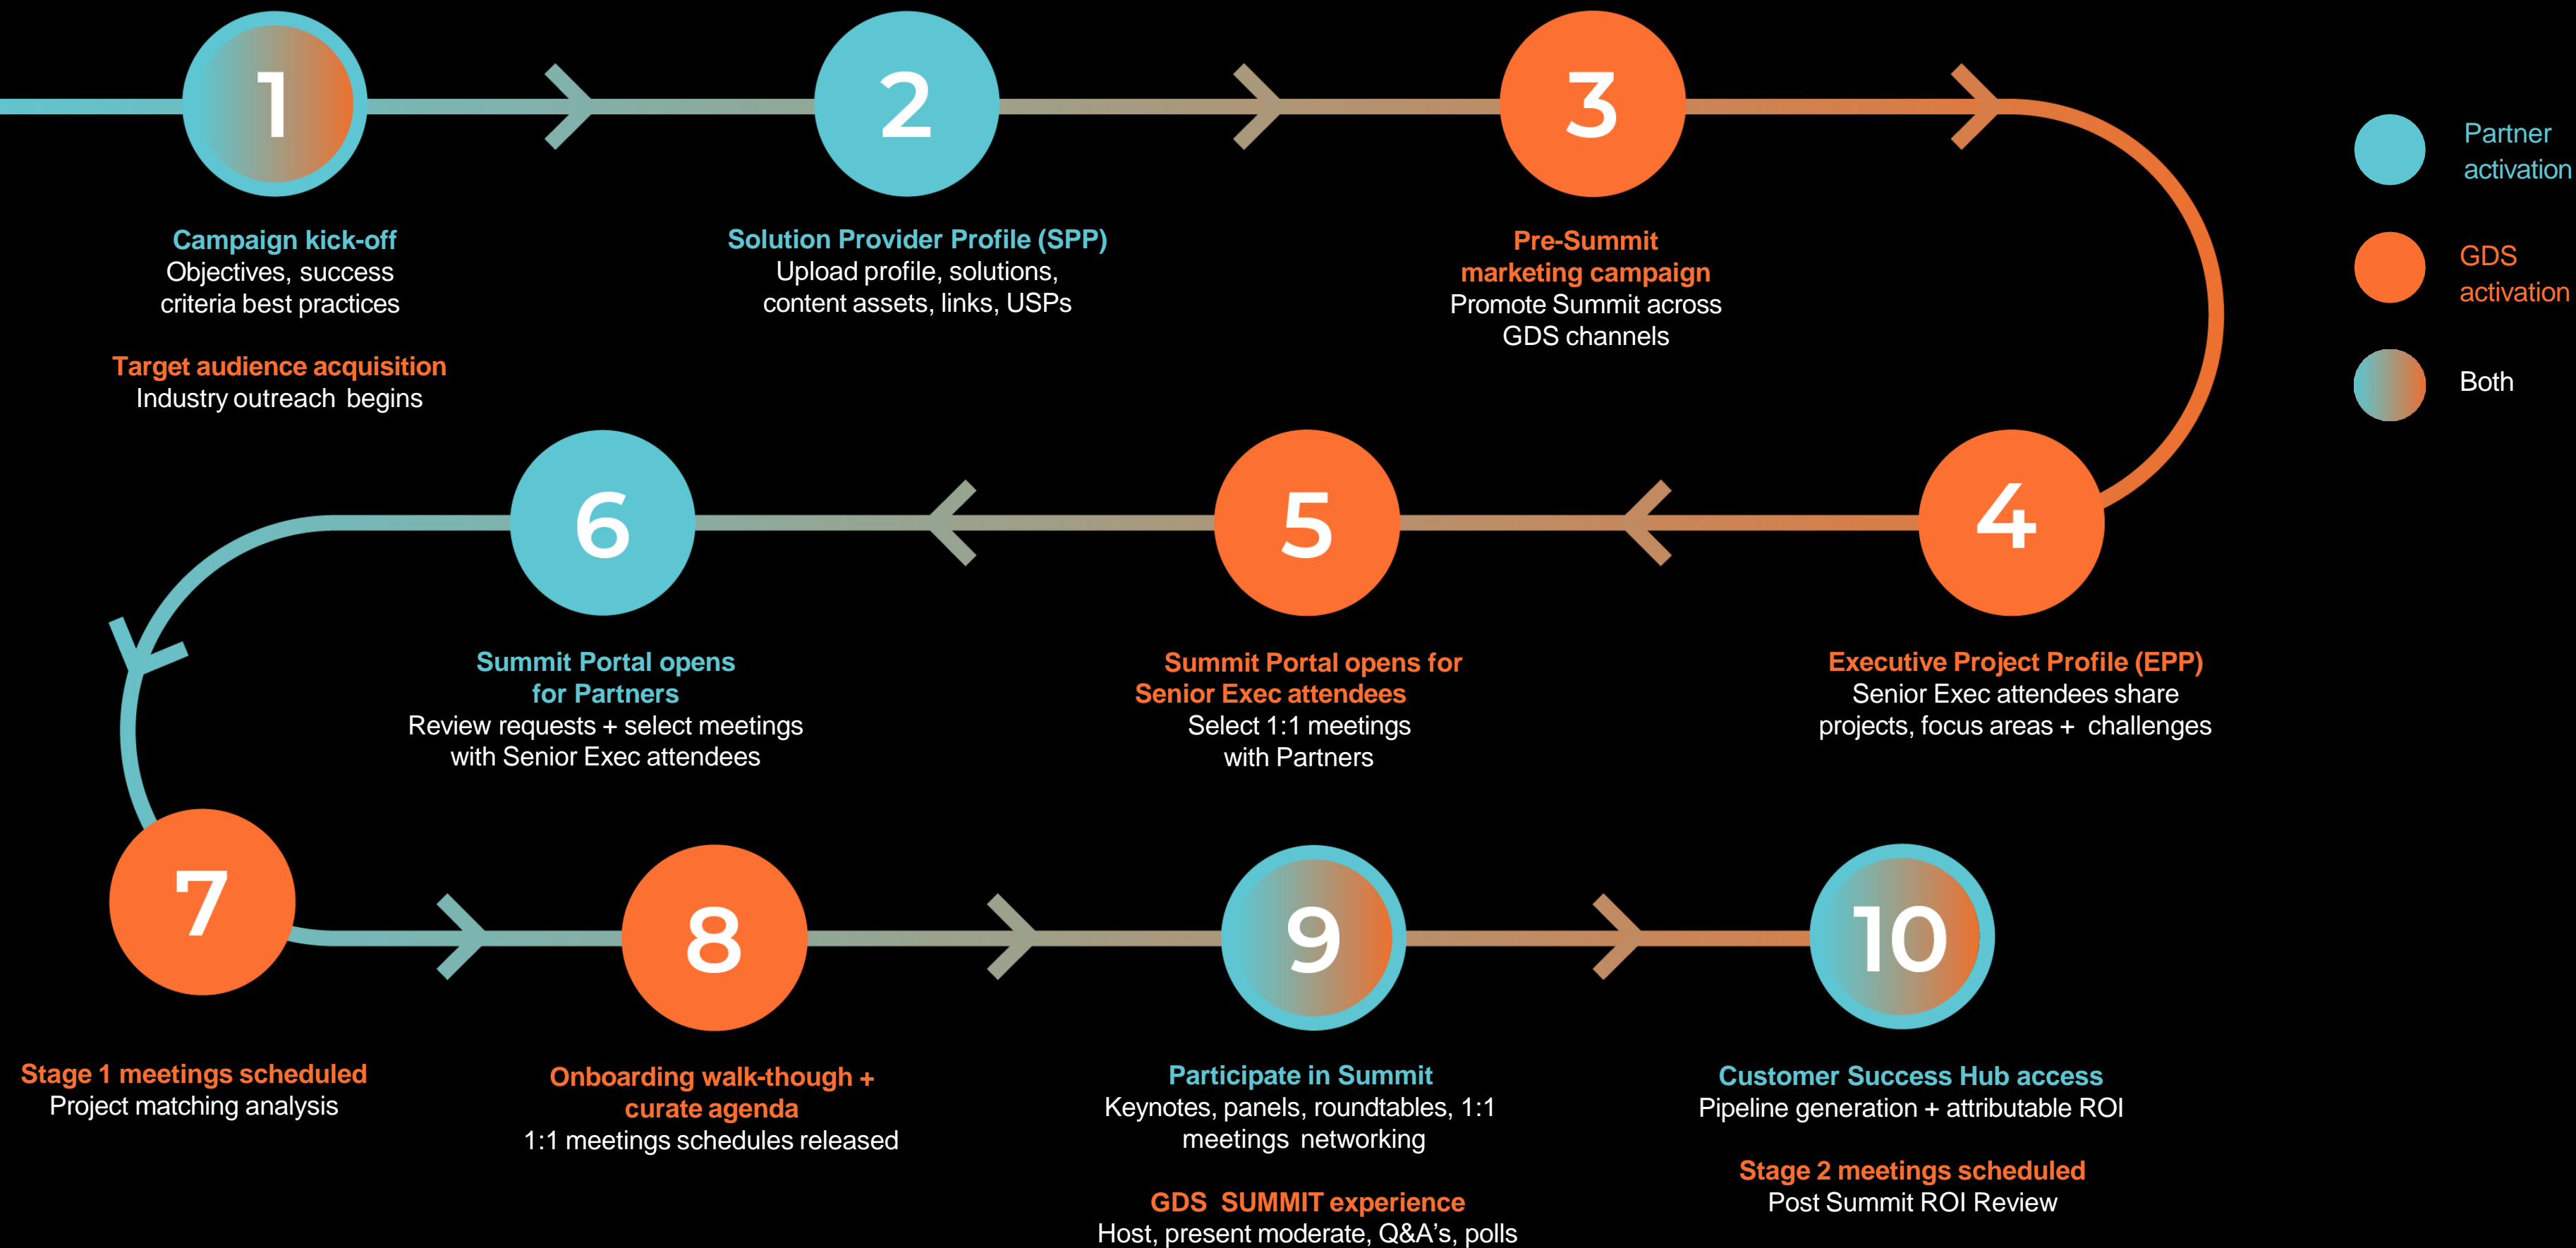 1
Campaign kick-off
Objectives, success
criteria best practices
Target audience acquisition
Industry outreach begins
2
Solution Provider Profile (SPP)
Upload profile, solutions,
content assets, links, USPs
3
Pre-Summit
marketing campaign
Promote Summit across
GDS channels
Partner
activation
GDS
activation
Both
4
Executive Project Profile (EPP)
Senior Exec attendees share
projects, focus areas + challenges
5
Summit Portal opens for
Senior Exec attendees
Select 1:1 meetings
with Partners
6
Summit Portal opens
for Partners
Review requests + select meetings
with Senior Exec attendees
7
Stage 1 meetings scheduled
Project matching analysis
8
Onboarding walk-though +
curate agenda
1:1 meetings schedules released
9
Participate in Summit
Keynotes, panels, roundtables, 1:1
meetings networking
GDS SUMMIT experience
Host, present moderate, Q&A's, polls
10
Customer Success Hub access
Pipeline generation + attributable ROI
Stage 2 meetings scheduled
Post Summit ROI Review